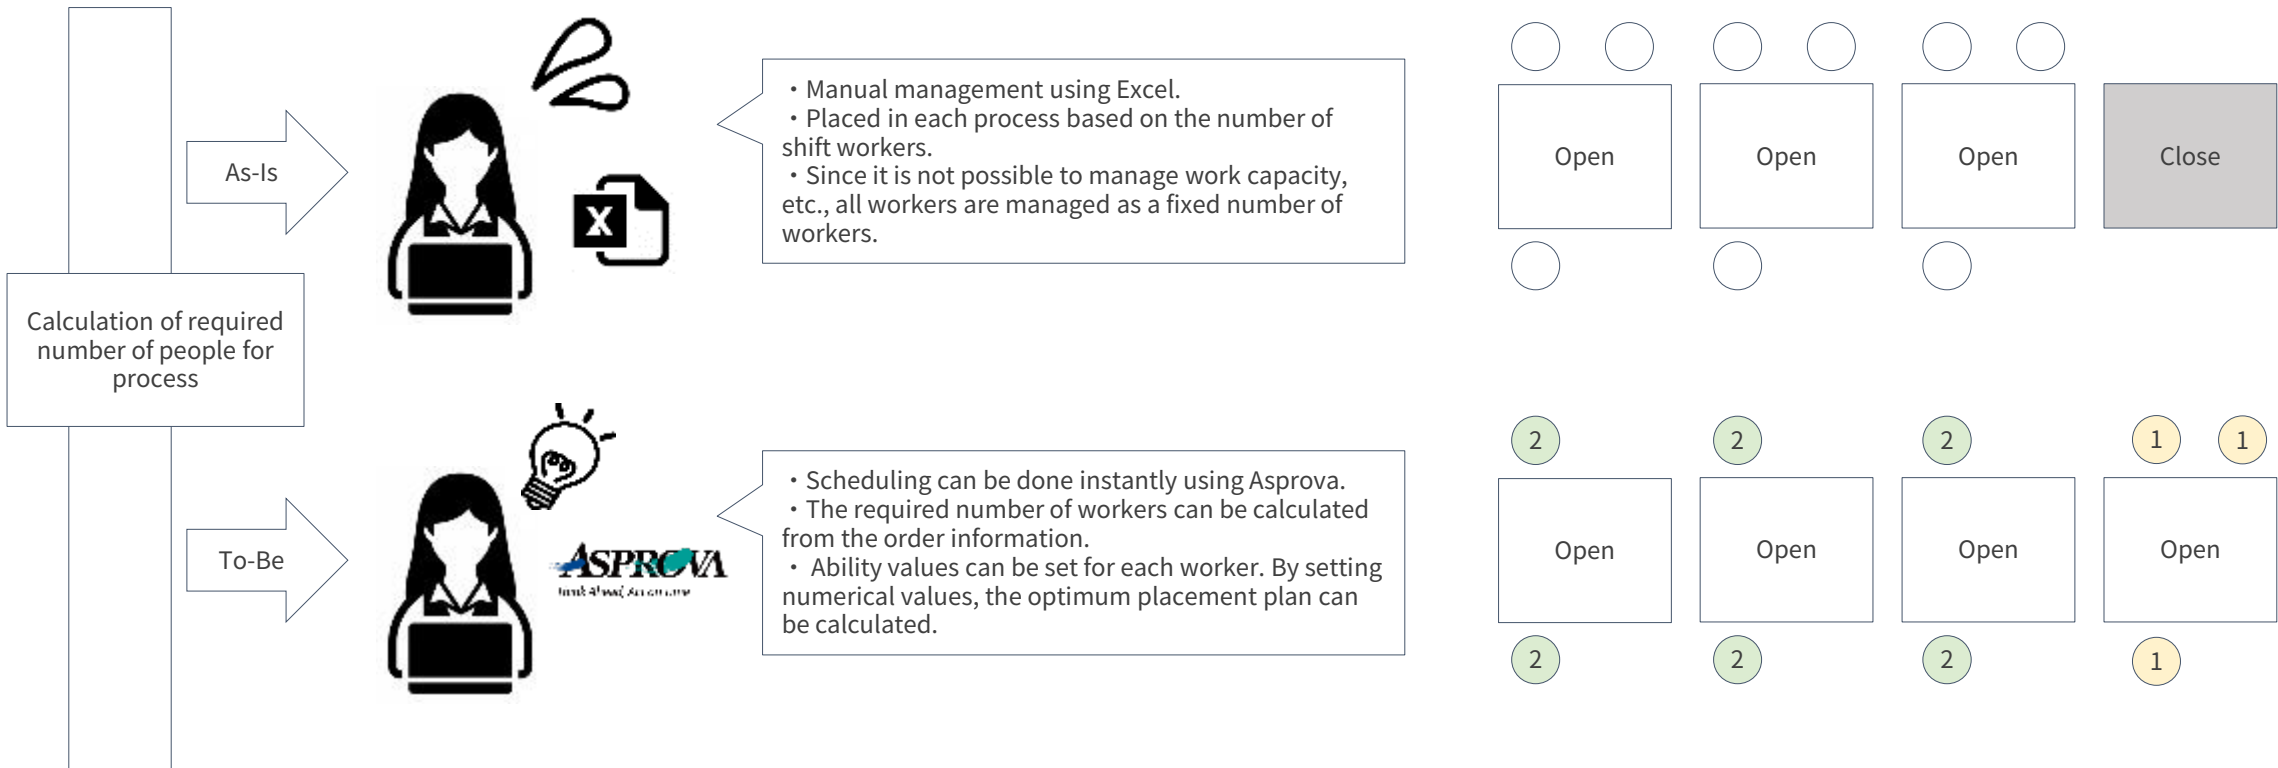 ・Manual management using Excel.
・Placed in each process based on the number of
shift workers.
・Since it is not possible to manage work capacity,
etc., all workers are managed as a fixed number of
workers.
As-Is
X
Open
Open
Open
Close
Calculation of required
number of people for
process
・Scheduling can be done instantly using Asprova.
・The required number of workers can be calculated
from the order information.
・ Ability values can be set for each worker. By setting
numerical values, the optimum placement plan can
be calculated.
To-Be
ASPROVA
2
2
2
1
1
Open
Open
Open
Open
2
2
2
1